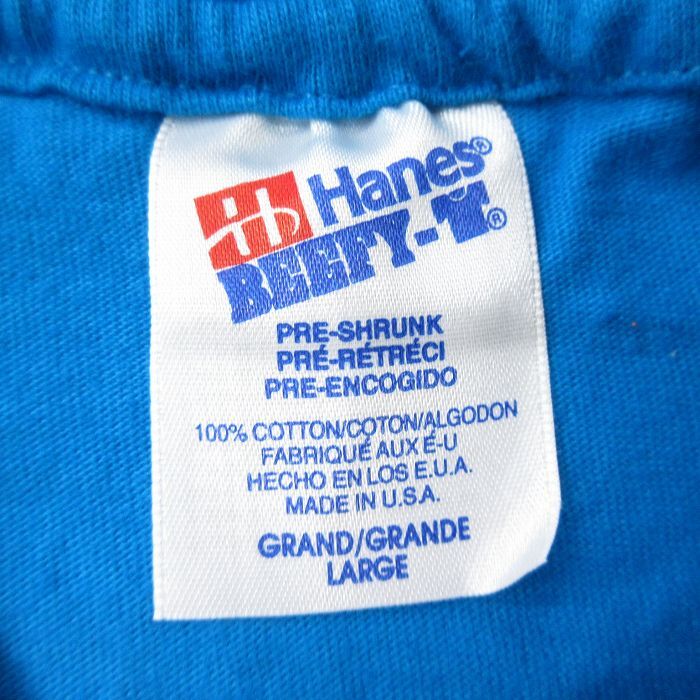 H Hanes®
BEEFY-T®
PRE-SHRUNK
PRÉ-RÉTRÉCI
PRE-ENCOGIDO
100% COTTON/COTON/ALGODON
FABRIQUÉ AUX É-U
HECHO EN LOS E.U.A.
MADE IN U.S.A.
GRAND/GRANDE
LARGE